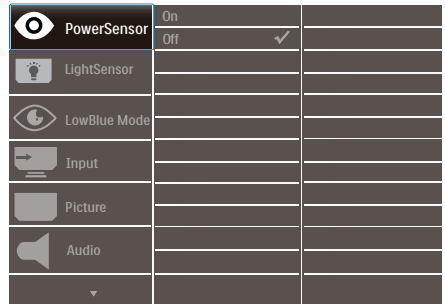 PowerSensor
On
Off
LightSensor
LowBlue Mode
Input
Picture
Audio